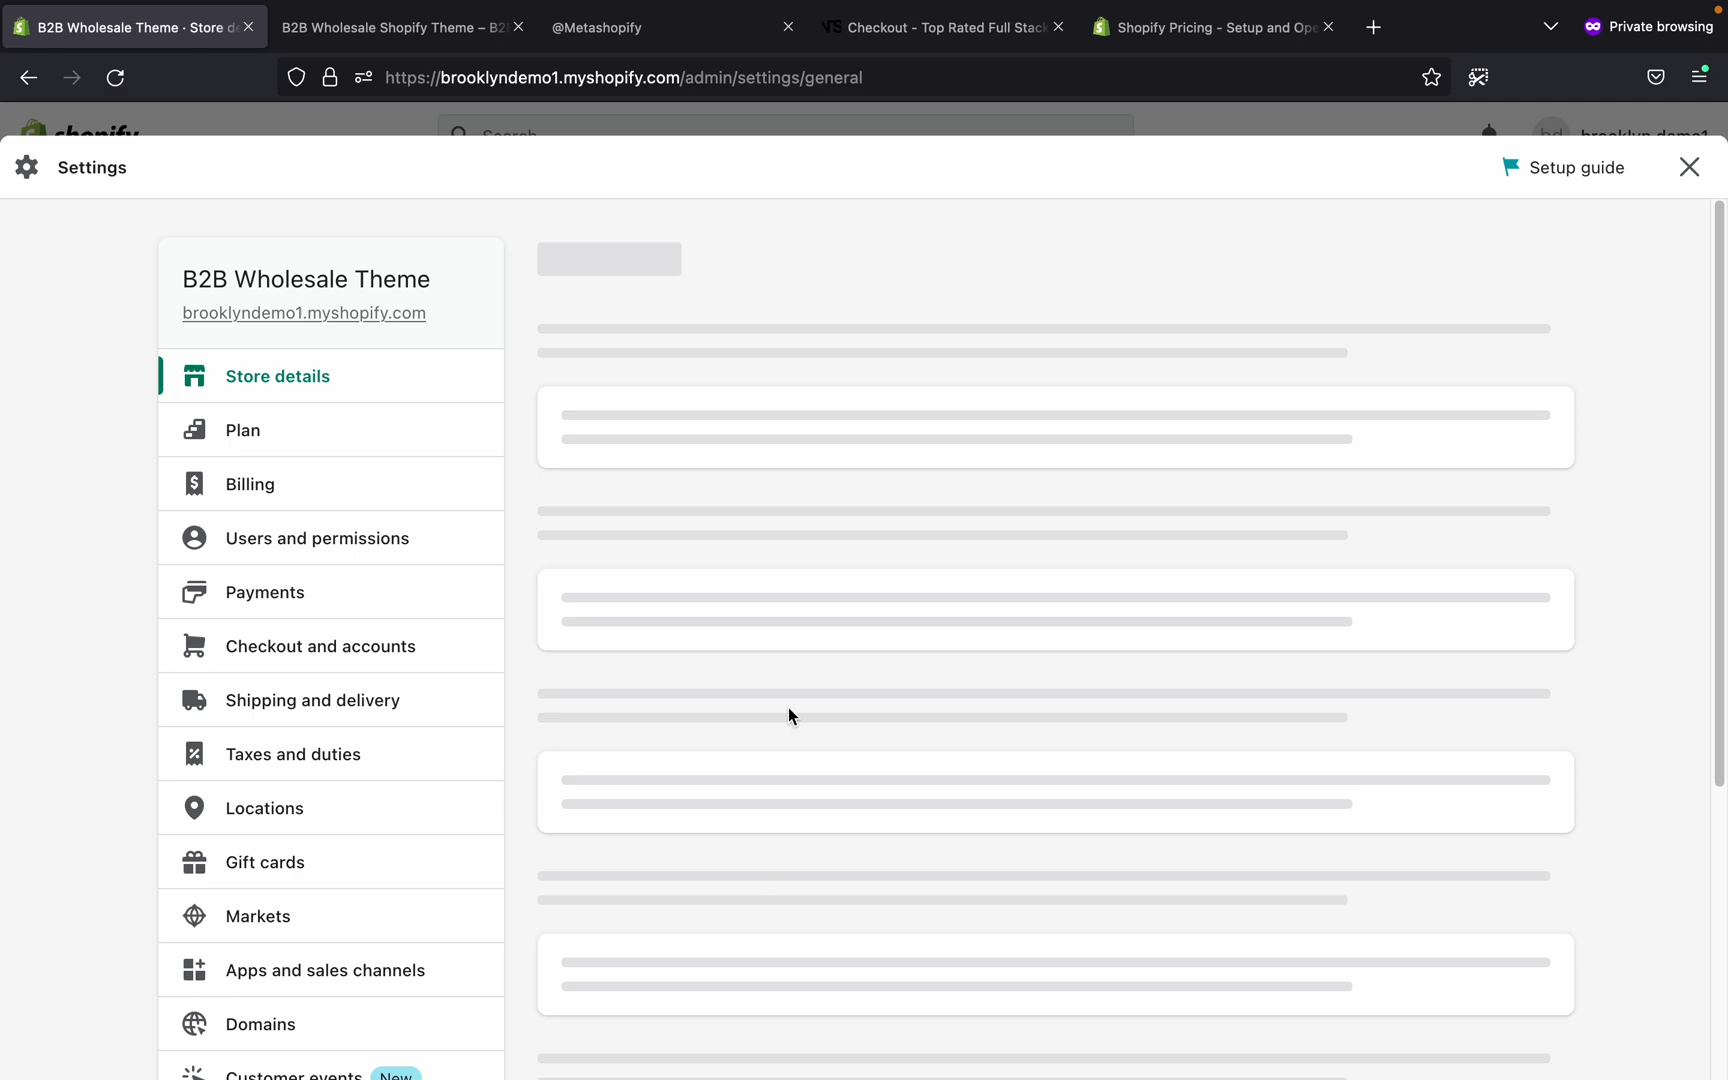 B2B Wholesale Theme · Store de
B2B Wholesale Shopify Theme – B2
@Metashopify
VS Checkout - Top Rated Full Stack
Shopify Pricing - Setup and Ope
Private browsing
https://brooklyndemo1.myshopify.com/admin/settings/general
shopify
Search
bd
brooklyn demo1
Settings
Setup guide
B2B Wholesale Theme
brooklyndemo1.myshopify.com
Store details
Plan
Billing
Users and permissions
Payments
Checkout and accounts
Shipping and delivery
Taxes and duties
Locations
Gift cards
Markets
Apps and sales channels
Domains
Customer events New